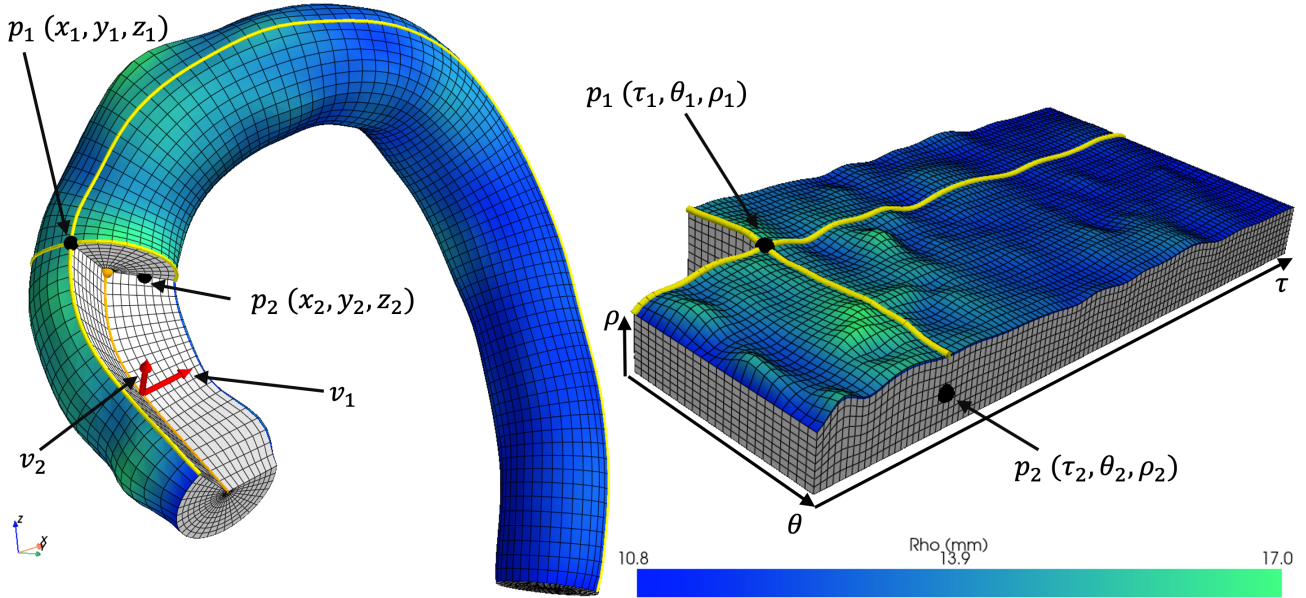 p₁ (x₁, y₁, z₁)
p₂ (x₂, y₂, z₂)
v₁
v₂
z
x
Y
p₁ (τ₁, θ₁, ρ₁)
ρ
τ
p₂ (τ₂, θ₂, ρ₂)
θ
Rho (mm)
10.8 13.9 17.0